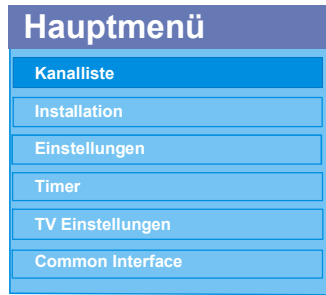 Hauptmenü
Kanalliste
Installation
Einstellungen
Timer
TV Einstellungen
Common Interface